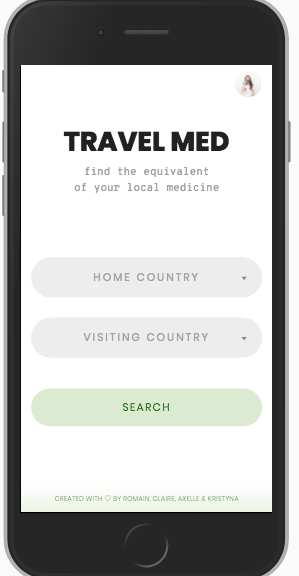 TRAVEL MED
find the equivalent
of your local medicine
HOME COUNTRY
VISITING COUNTRY
SEARCH
CREATED WITH ♡ BY ROMAIN, CLAIRE, AXELLE & KRISTYNA